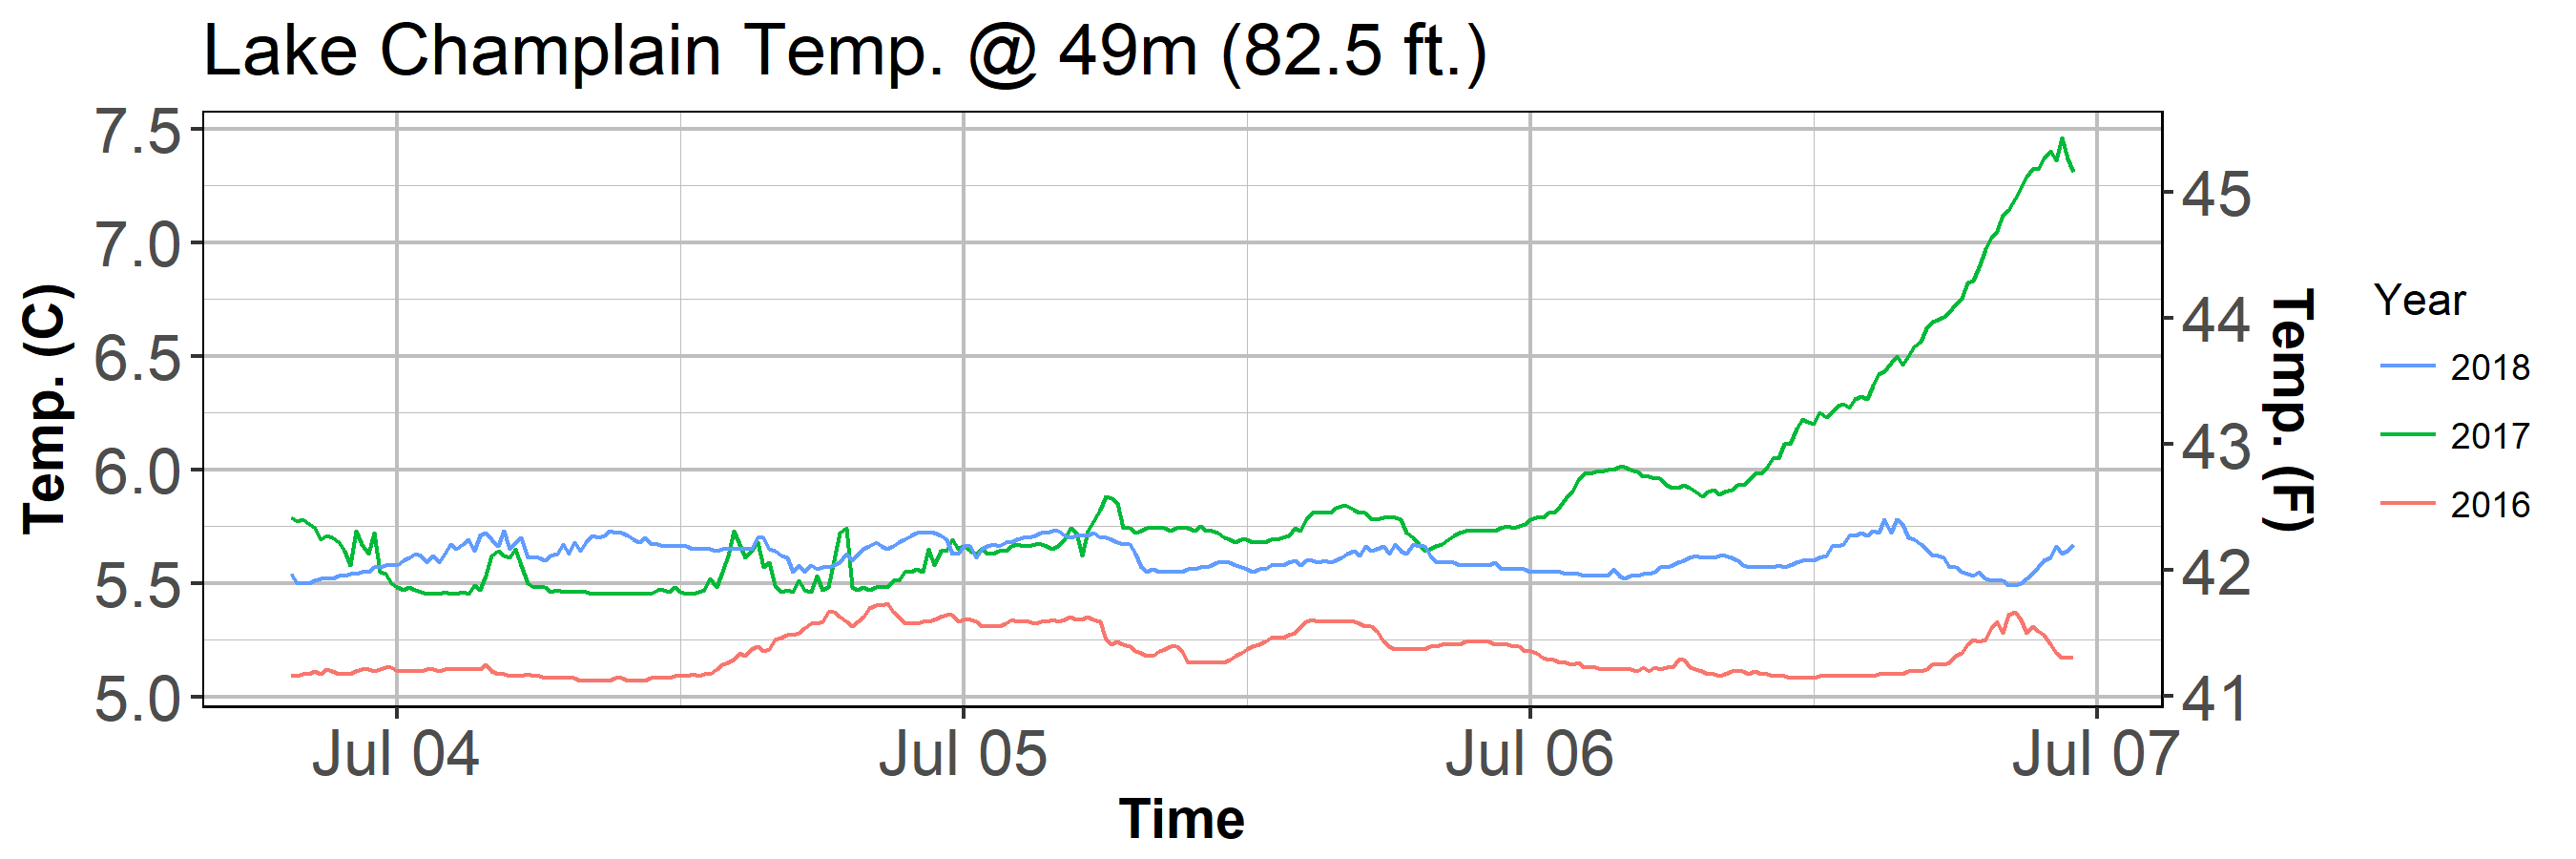 Lake Champlain Temp. @ 49m (82.5 ft.)
7.5
7.0
6.5
6.0
5.5
5.0
Temp. (C)
45
44
43
42
41
Temp. (F)
Jul 04 Jul 05 Jul 06 Jul 07
Time
Year
2018
2017
2016